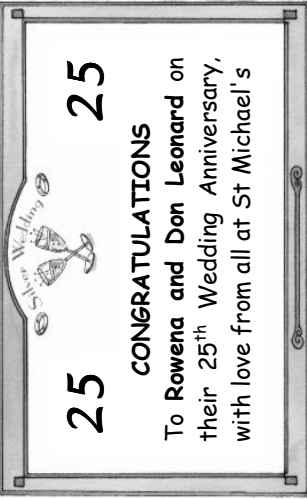 Silver Wedding
25 25
CONGRATULATIONS
To Rowena and Don Leonard on
their 25th Wedding Anniversary,
with love from all at St Michael's